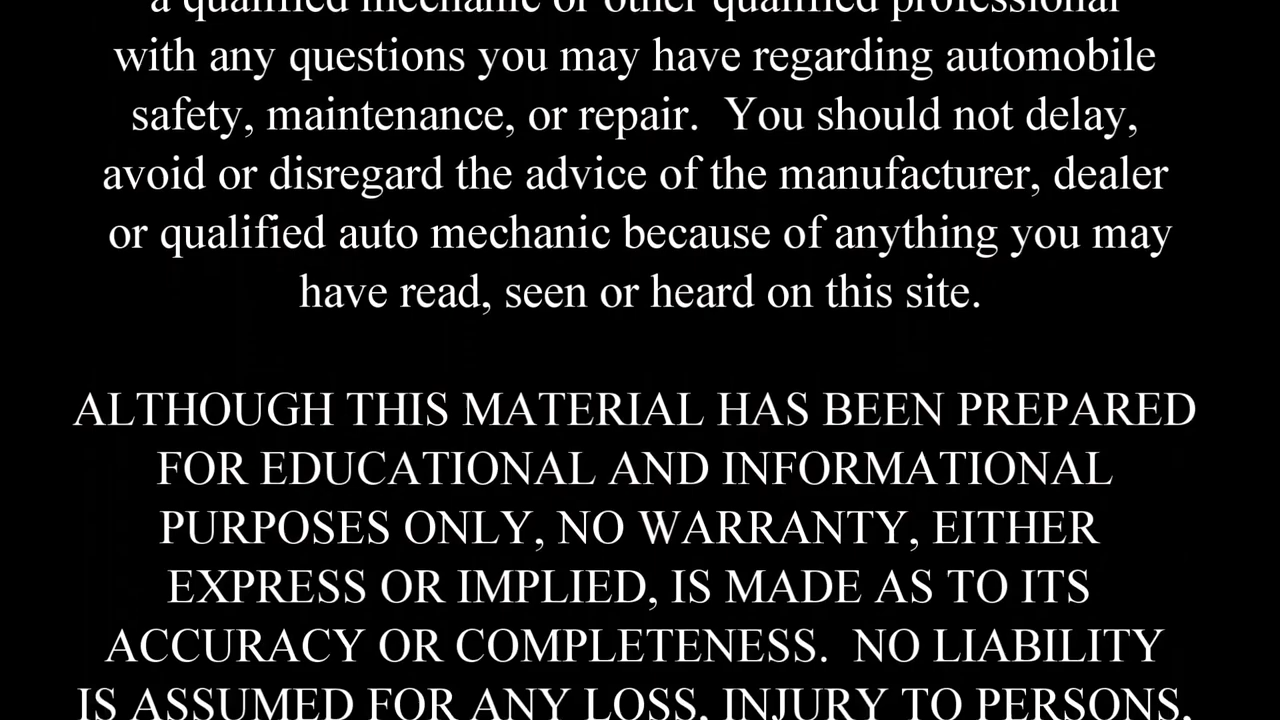 a qualified mechanic or other qualified professional
with any questions you may have regarding automobile
safety, maintenance, or repair.  You should not delay,
avoid or disregard the advice of the manufacturer, dealer
or qualified auto mechanic because of anything you may
have read, seen or heard on this site.
ALTHOUGH THIS MATERIAL HAS BEEN PREPARED
FOR EDUCATIONAL AND INFORMATIONAL
PURPOSES ONLY, NO WARRANTY, EITHER
EXPRESS OR IMPLIED, IS MADE AS TO ITS
ACCURACY OR COMPLETENESS.  NO LIABILITY
IS ASSUMED FOR ANY LOSS, INJURY TO PERSONS,